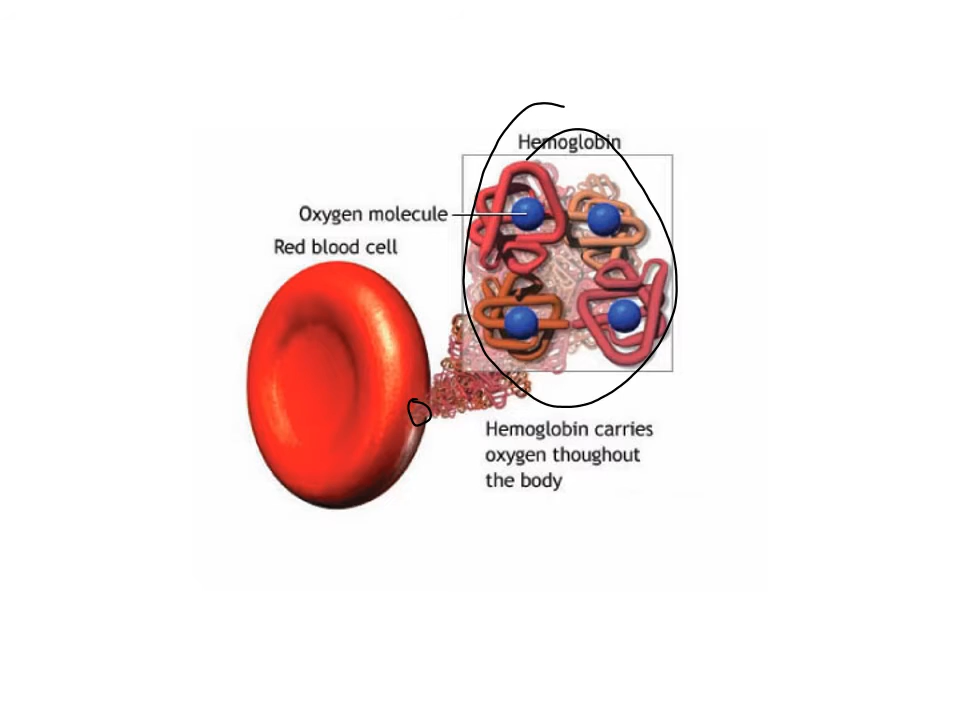 Hemoglobin
Oxygen molecule
Red blood cell
Hemoglobin carries
oxygen thoughout
the body